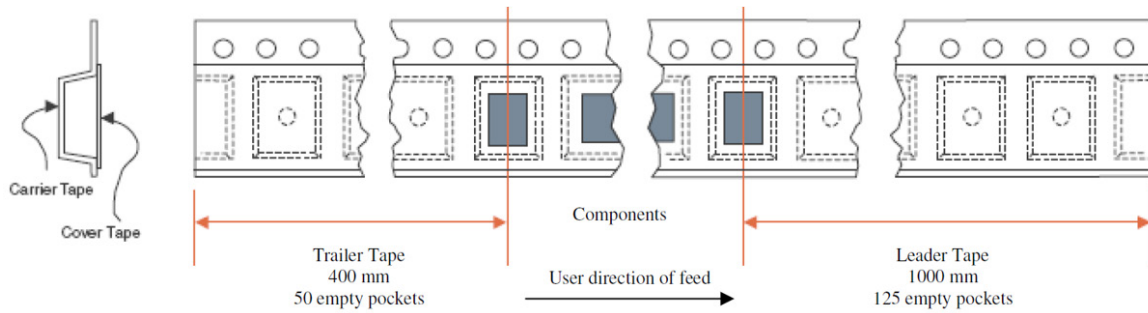 Carrier Tape
Cover Tape
Components
Trailer Tape
400 mm
50 empty pockets
User direction of feed
Leader Tape
1000 mm
125 empty pockets